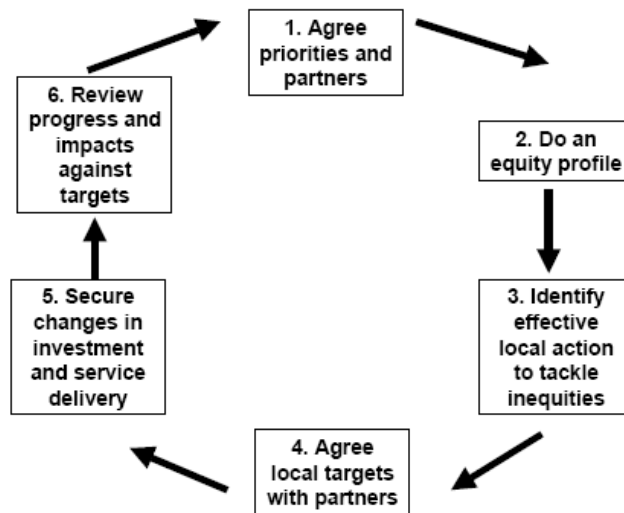 1. Agree
priorities and
partners
2. Do an
equity profile
3. Identify
effective
local action
to tackle
inequities
4. Agree
local targets
with partners
5. Secure
changes in
investment
and service
delivery
6. Review
progress and
impacts
against
targets